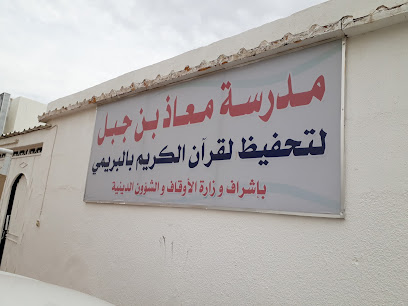 مدرسة معاذ بن جبل
لتحفيظ لقرآن الكريم بالبريمي
بإشراف وزارة الأوقاف والشؤون الدينية